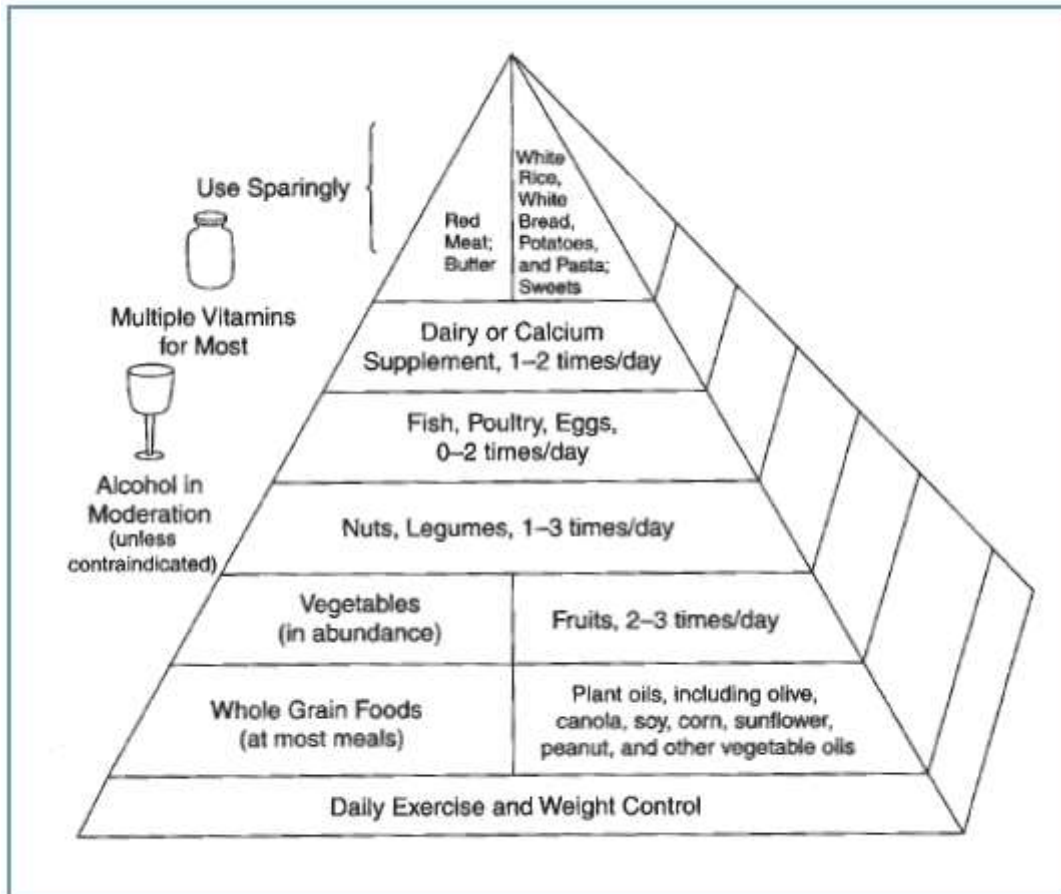 Use Sparingly
Red
Meat;
Butter
White
Rice,
White
Bread,
Potatoes,
and Pasta;
Sweets
Multiple Vitamins
for Most
Dairy or Calcium
Supplement, 1–2 times/day
Alcohol in
Moderation
(unless
contraindicated)
Fish, Poultry, Eggs,
0–2 times/day
Nuts, Legumes, 1–3 times/day
Vegetables
(in abundance)
Fruits, 2–3 times/day
Whole Grain Foods
(at most meals)
Plant oils, including olive,
canola, soy, corn, sunflower,
peanut, and other vegetable oils
Daily Exercise and Weight Control